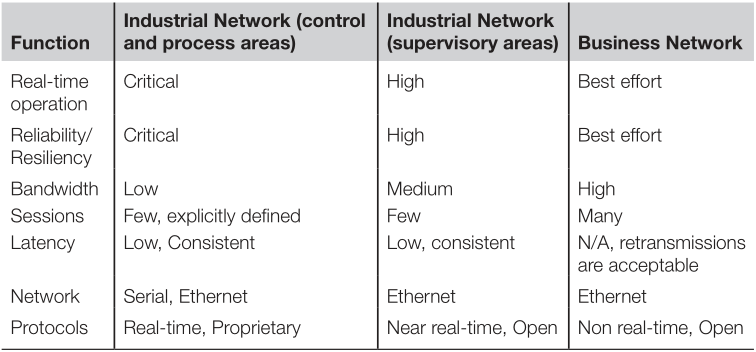 Function Industrial Network (control and process areas) Industrial Network (supervisory areas) Business Network
Real-time operation Critical High Best effort
Reliability/Resiliency Critical High Best effort
Bandwidth Low Medium High
Sessions Few, explicitly defined Few Many
Latency Low, Consistent Low, consistent N/A, retransmissions are acceptable
Network Serial, Ethernet Ethernet Ethernet
Protocols Real-time, Proprietary Near real-time, Open Non real-time, Open